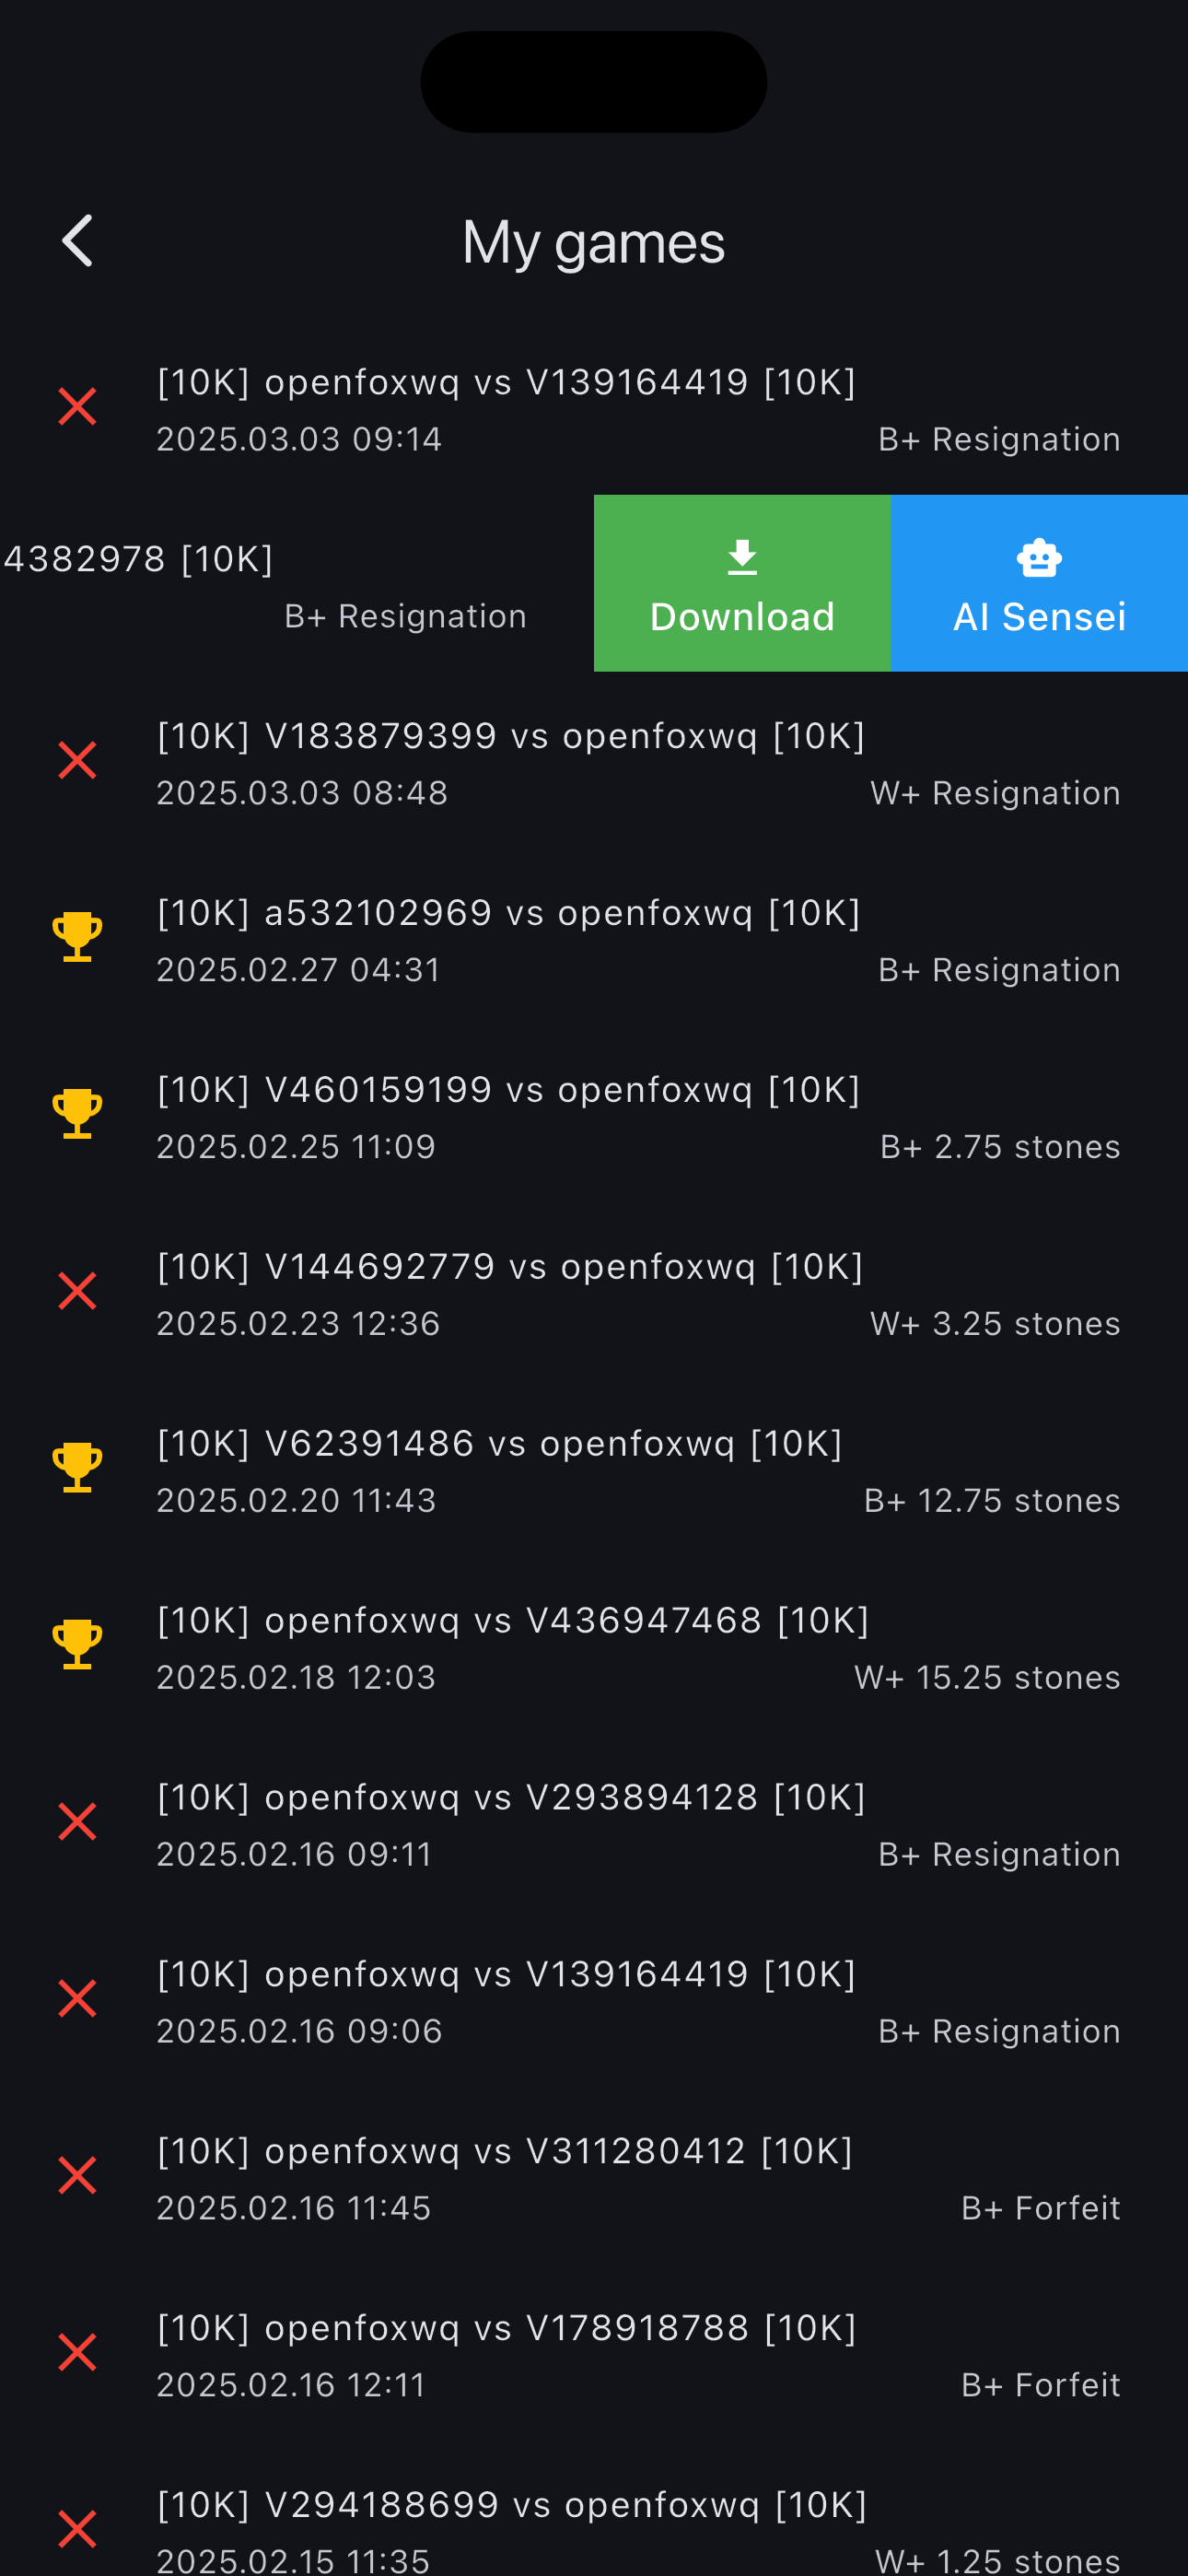 My games
[10K] openfoxwq vs V139164419 [10K]
2025.03.03 09:14 B+ Resignation
4382978 [10K]
B+ Resignation
Download AI Sensei
[10K] V183879399 vs openfoxwq [10K]
2025.03.03 08:48 W+ Resignation
[10K] a532102969 vs openfoxwq [10K]
2025.02.27 04:31 B+ Resignation
[10K] V460159199 vs openfoxwq [10K]
2025.02.25 11:09 B+ 2.75 stones
[10K] V144692779 vs openfoxwq [10K]
2025.02.23 12:36 W+ 3.25 stones
[10K] V62391486 vs openfoxwq [10K]
2025.02.20 11:43 B+ 12.75 stones
[10K] openfoxwq vs V436947468 [10K]
2025.02.18 12:03 W+ 15.25 stones
[10K] openfoxwq vs V293894128 [10K]
2025.02.16 09:11 B+ Resignation
[10K] openfoxwq vs V139164419 [10K]
2025.02.16 09:06 B+ Resignation
[10K] openfoxwq vs V311280412 [10K]
2025.02.16 11:45 B+ Forfeit
[10K] openfoxwq vs V178918788 [10K]
2025.02.16 12:11 B+ Forfeit
[10K] V294188699 vs openfoxwq [10K]
2025.02.15 11:35 W+ 1.25 stones